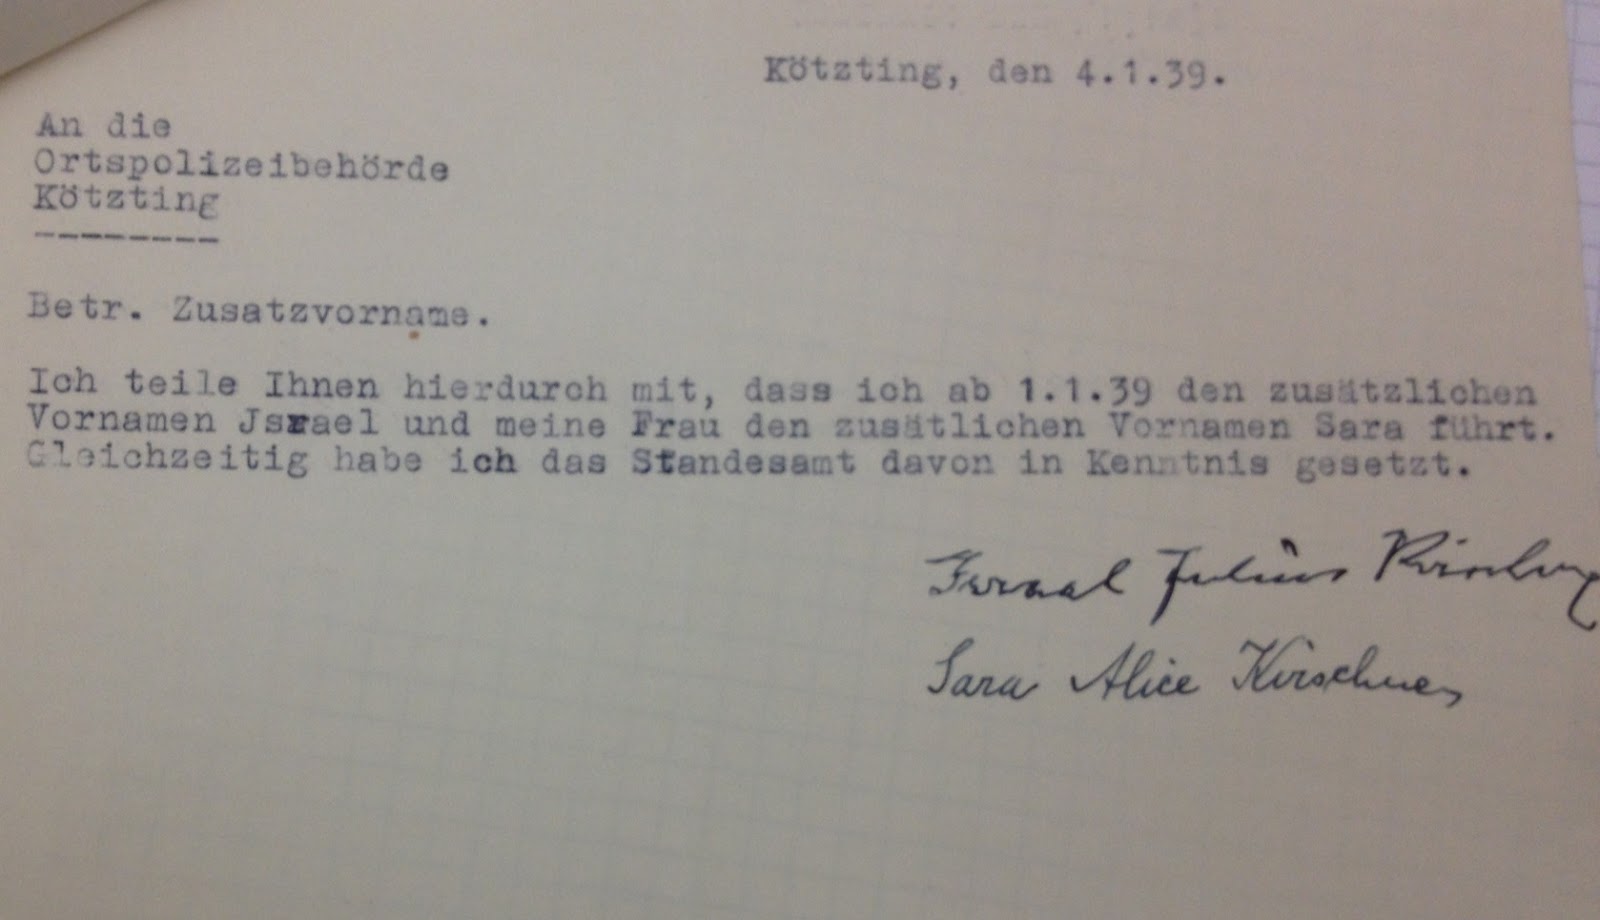 Kötzting, den 4.1.39.
An die
Ortspolizeibehörde
Kötzting
--------
Betr. Zusatzvorname.
Ich teile Ihnen hierdurch mit, dass ich ab 1.1.39 den zusätzlichen
Vornamen Jsrael und meine Frau den zusätlichen Vornamen Sara führt.
Gleichzeitig habe ich das Standesamt davon in Kenntnis gesetzt.
Israel Julius Kirschner
Sara Alice Kirschner